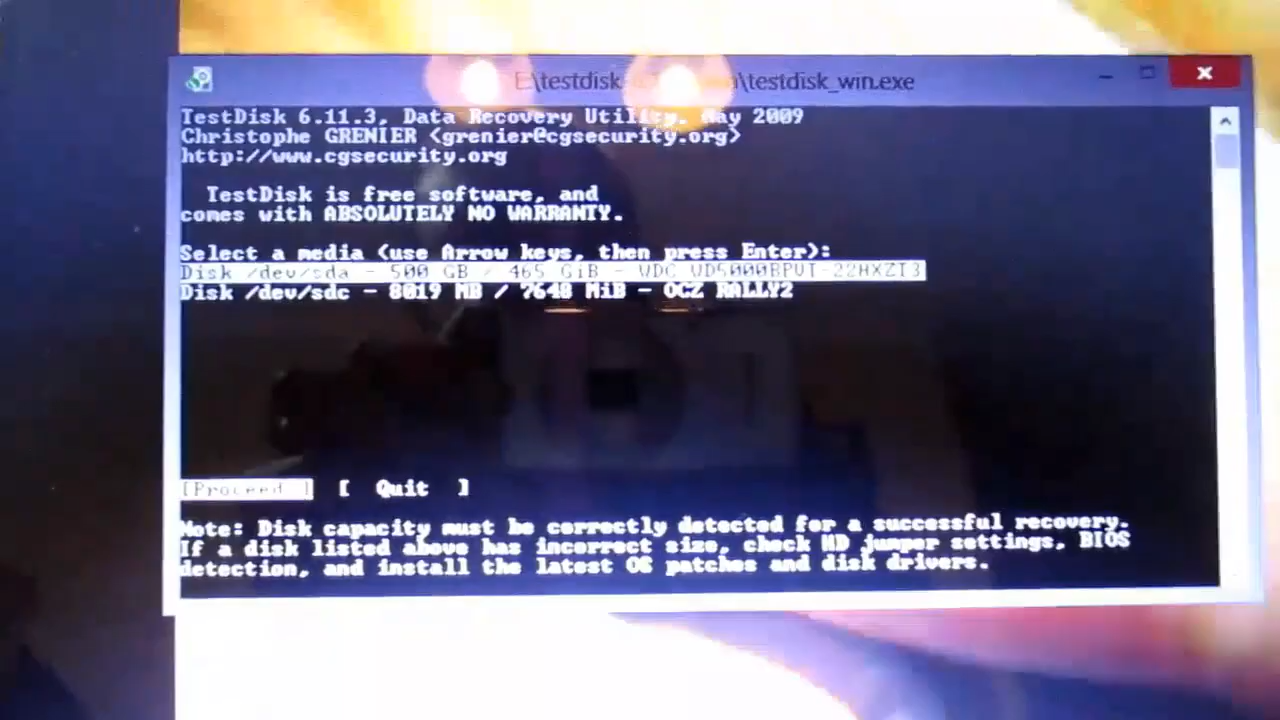 E:\testdisk \testdisk_win.exe
TestDisk 6.11.3, Data Recovery Utility, May 2009
Christophe GRENIER <grenier@cgsecurity.org>
http://www.cgsecurity.org
TestDisk is free software, and
comes with ABSOLUTELY NO WARRANTY.
Select a media (use Arrow keys, then press Enter):
Disk /dev/sda - 500 GB / 465 GiB - WDC WD5000BPVT-22HXZT3
Disk /dev/sdc - 8019 MB / 7648 MiB - OCZ RALLY2
[Proceed ] [ Quit ]
Note: Disk capacity must be correctly detected for a successful recovery.
If a disk listed above has incorrect size, check HD jumper settings, BIOS
detection, and install the latest OS patches and disk drivers.